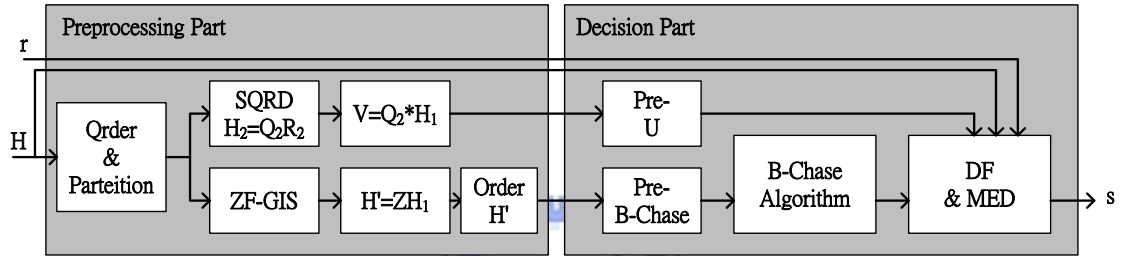 Preprocessing Part
Decision Part
r
H
Qrder
&
Parteition
SQRD
H₂=Q₂R₂
V=Q₂*H₁
ZF-GIS
H'=ZH₁
Order
H'
Pre-
U
Pre-
B-Chase
B-Chase
Algorithm
DF
& MED
s